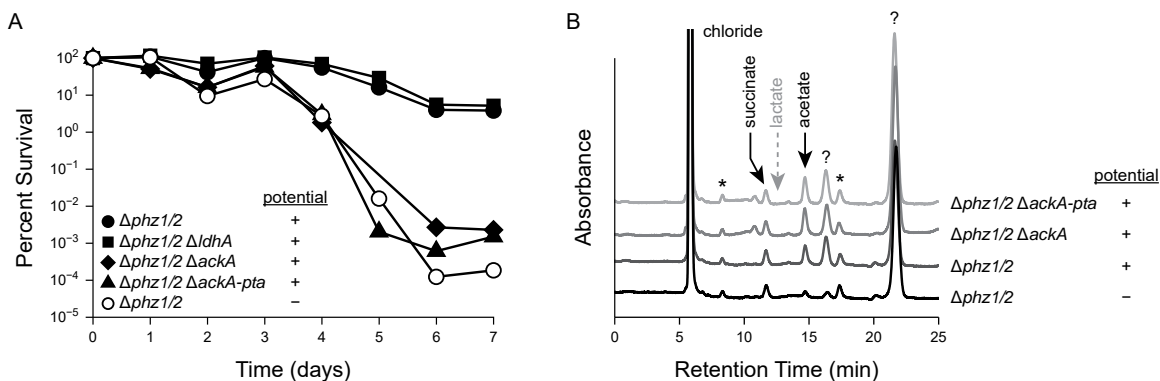 A
Percent Survival
10²
10¹
10⁰
10⁻¹
10⁻²
10⁻³
10⁻⁴
10⁻⁵
potential
Δphz1/2 +
Δphz1/2 ΔldhA +
Δphz1/2 ΔackA +
Δphz1/2 ΔackA-pta +
Δphz1/2 −
0 1 2 3 4 5 6 7
Time (days)
B
Absorbance
chloride
succinate
lactate
acetate
?
?
*
*
potential
Δphz1/2 ΔackA-pta +
Δphz1/2 ΔackA +
Δphz1/2 +
Δphz1/2 −
0 5 10 15 20 25
Retention Time (min)